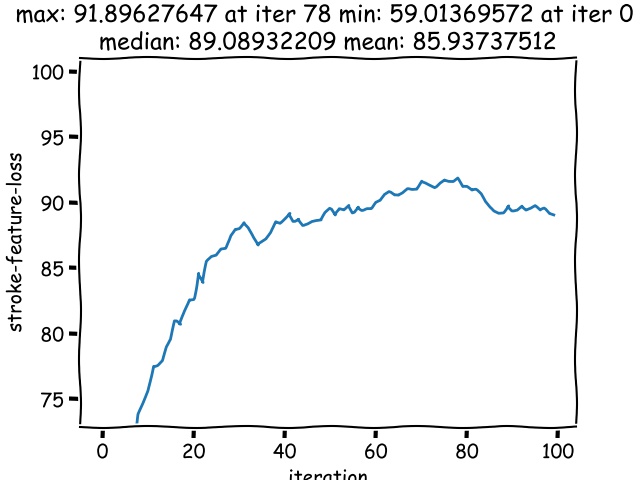 max: 91.89627647 at iter 78 min: 59.01369572 at iter 0
median: 89.08932209 mean: 85.93737512
100
95
90
85
80
75
stroke-feature-loss
0 20 40 60 80 100
iteration